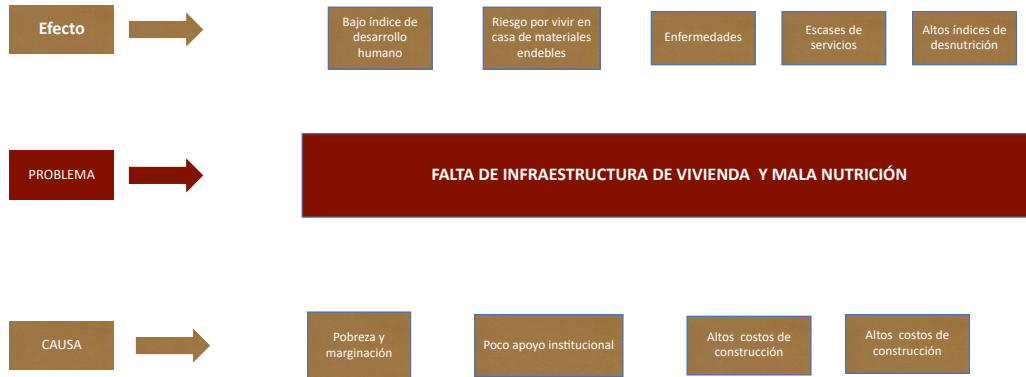 Efecto
Bajo índice de
desarrollo
humano
Riesgo por vivir en
casa de materiales
endebles
Enfermedades
Escases de
servicios
Altos índices de
desnutrición
PROBLEMA
FALTA DE INFRAESTRUCTURA DE VIVIENDA Y MALA NUTRICIÓN
CAUSA
Pobreza y
marginación
Poco apoyo institucional
Altos costos de
construcción
Altos costos de
construcción